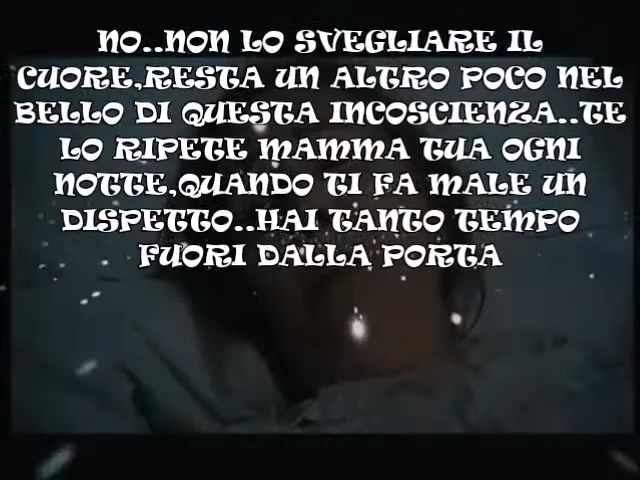 NO..NON LO SVEGLIARE IL
CUORE,RESTA UN ALTRO POCO NEL
BELLO DI QUESTA INCOSCIENZA..TE
LO RIPETE MAMMA TUA OGNI
NOTTE,QUANDO TI FA MALE UN
DISPETTO..HAI TANTO TEMPO
FUORI DALLA PORTA